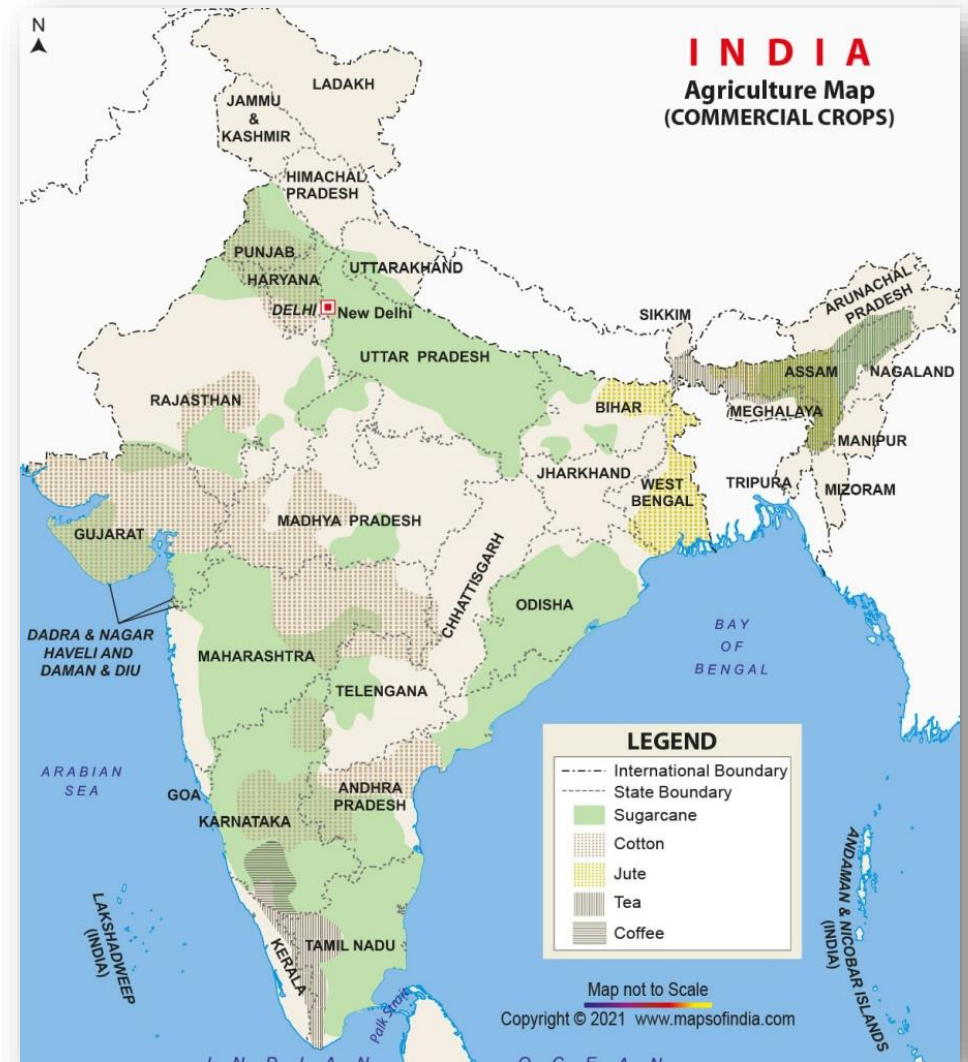 N
I N D I A
Agriculture Map
(COMMERCIAL CROPS)
LADAKH
JAMMU
&
KASHMIR
HIMACHAL
PRADESH
PUNJAB
UTTARAKHAND
HARYANA
DELHI
New Delhi
ARUNACHAL
PRADESH
SIKKIM
UTTAR PRADESH
ASSAM
NAGALAND
RAJASTHAN
BIHAR
MEGHALAYA
MANIPUR
JHARKHAND
WEST
BENGAL
TRIPURA
MIZORAM
GUJARAT
MADHYA PRADESH
CHHATTISGARH
ODISHA
DADRA & NAGAR
HAVELI AND
DAMAN & DIU
BAY
OF
BENGAL
MAHARASHTRA
TELENGANA
ARABIAN
SEA
GOA
KARNATAKA
ANDHRA
PRADESH
LEGEND
International Boundary
State Boundary
Sugarcane
Cotton
Jute
Tea
Coffee
LAKSHADWEEP
(INDIA)
KERALA
TAMIL NADU
ANDAMAN & NICOBAR ISLANDS
(INDIA)
Palk Strait
Map not to Scale
Copyright © 2021 www.mapsofindia.com
I N D I A N O C E A N